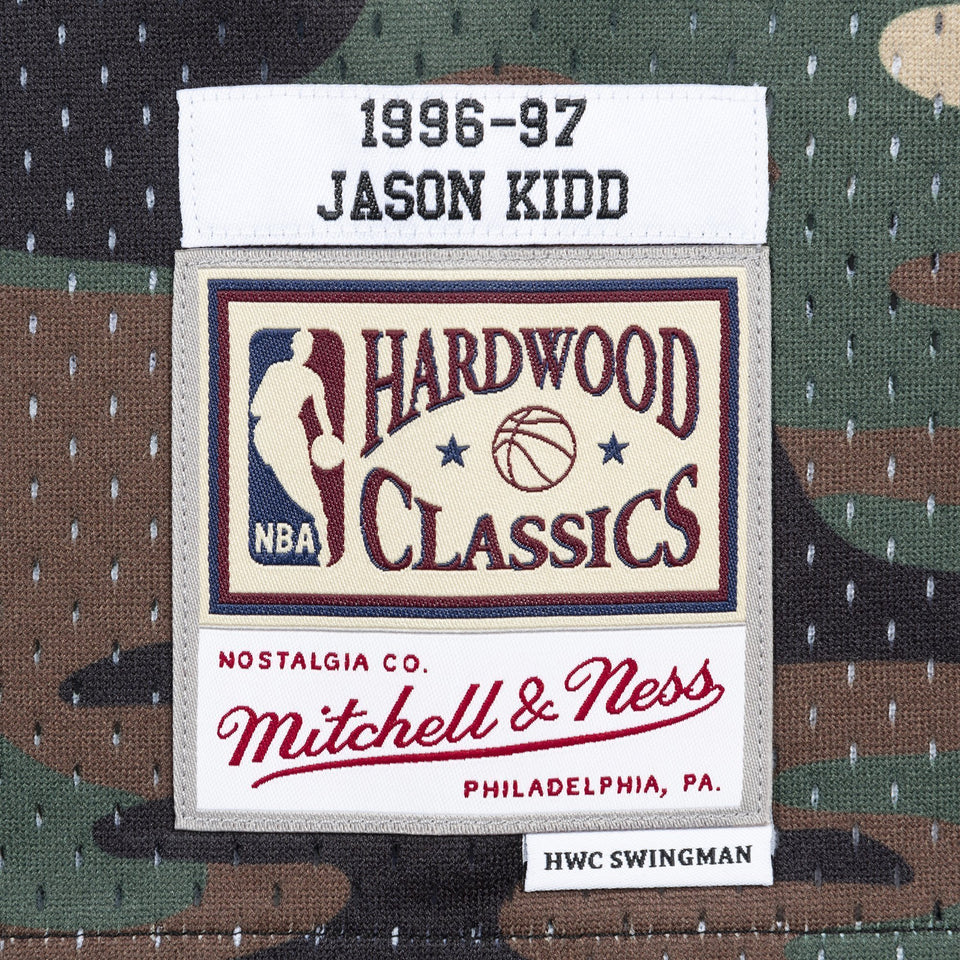 1996-97
JASON KIDD
HARDWOOD
CLASSICS
NBA
NOSTALGIA CO.
Mitchell & Ness
PHILADELPHIA, PA.
HWC SWINGMAN